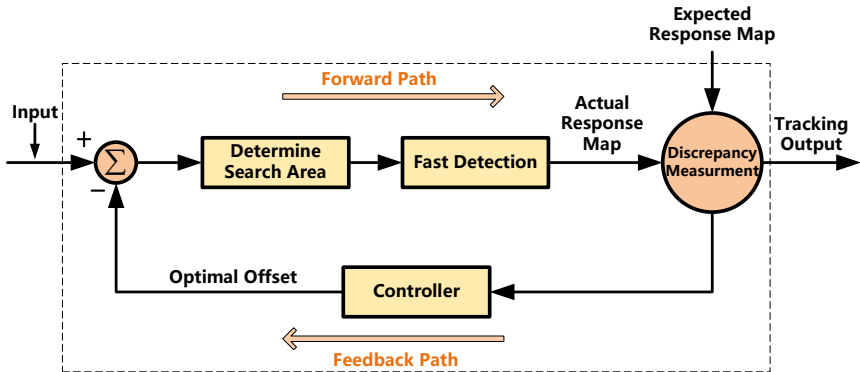 Expected
Response Map
Forward Path
Input
Actual
Response
Map
Tracking
Output
+
Σ
−
Determine
Search Area
Fast Detection
Discrepancy
Measurment
Optimal Offset
Controller
Feedback Path